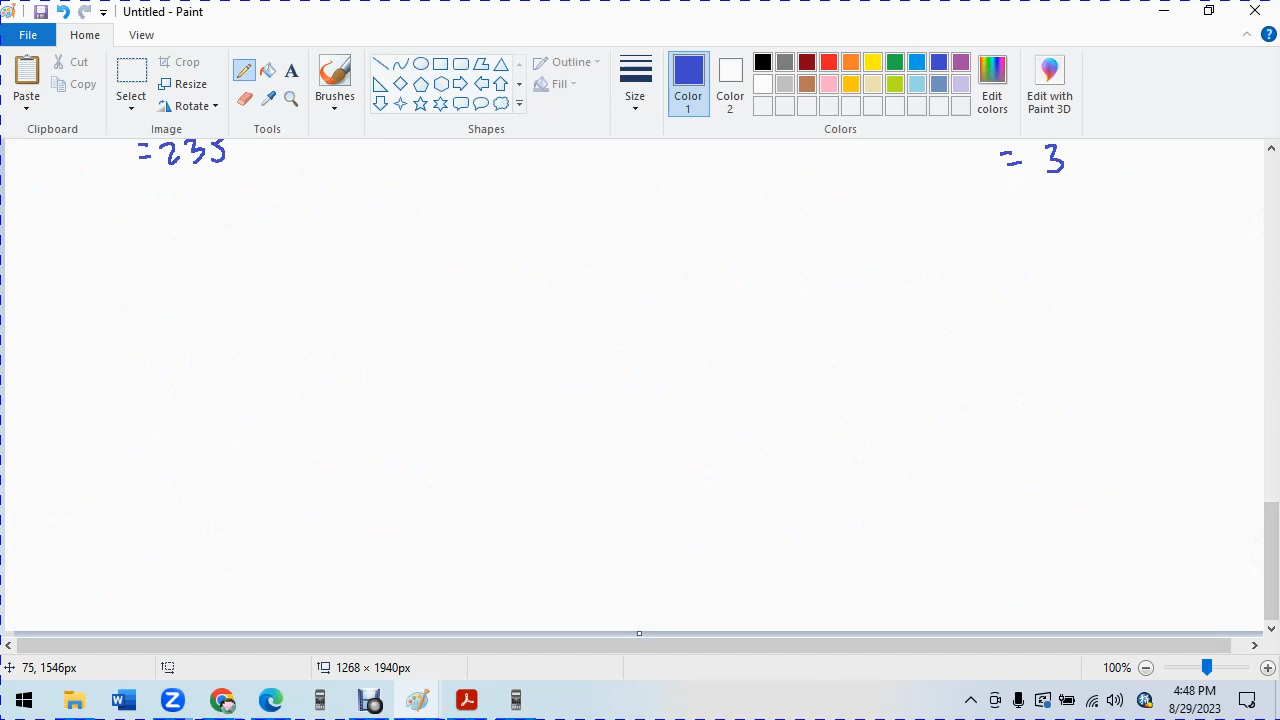 Untitled - Paint
File
Home
View
Paste
Cut
Copy
Clipboard
Select
Crop
Resize
Rotate
Image
Tools
Brushes
Shapes
Outline
Fill
Size
Color 1
Color 2
Edit colors
Colors
Edit with Paint 3D
=235
= 3
75, 1546px
1268 × 1940px
100%
4:48 PM
8/29/2023